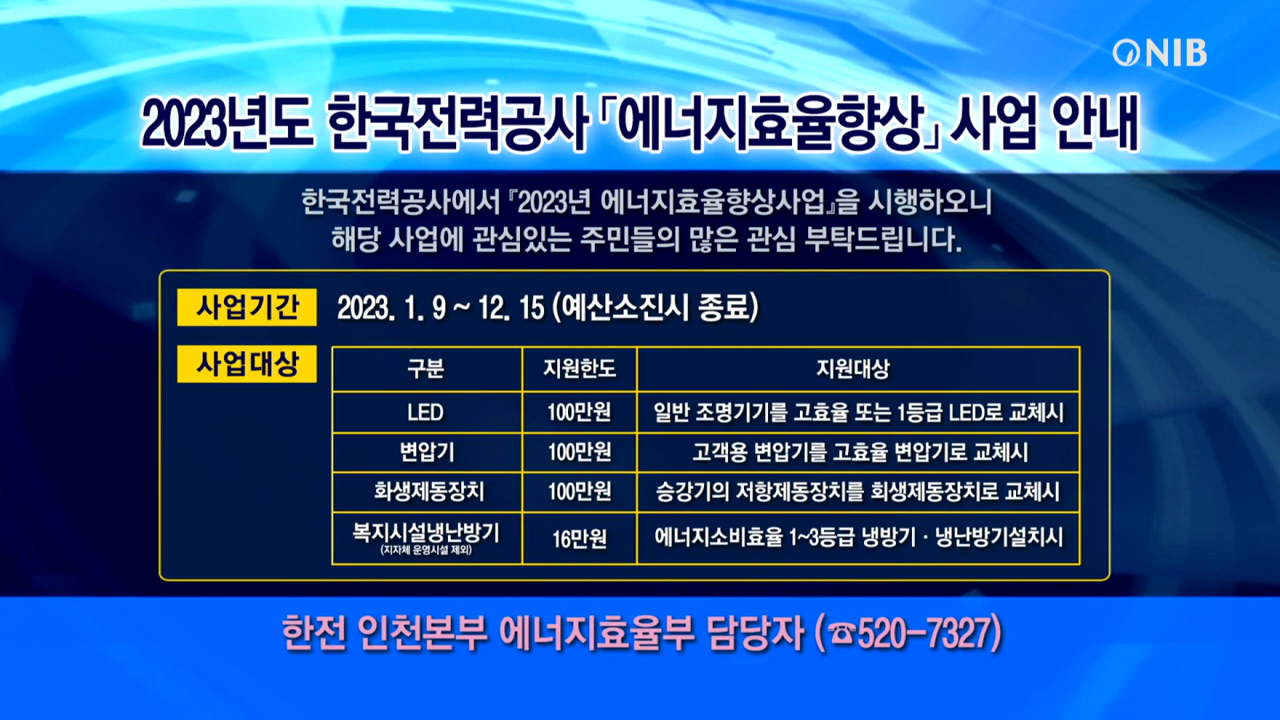 NIB
2023년도 한국전력공사 「에너지효율향상」 사업 안내
한국전력공사에서 『2023년 에너지효율향상사업』을 시행하오니
해당 사업에 관심있는 주민들의 많은 관심 부탁드립니다.
사업기간 2023. 1. 9 ~ 12. 15 (예산소진시 종료)
사업대상
구분 지원한도 지원대상
LED 100만원 일반 조명기기를 고효율 또는 1등급 LED로 교체시
변압기 100만원 고객용 변압기를 고효율 변압기로 교체시
화생제동장치 100만원 승강기의 저항제동장치를 회생제동장치로 교체시
복지시설냉난방기 16만원 에너지소비효율 1~3등급 냉방기 · 냉난방기설치시
(지자체 운영시설 제외)
한전 인천본부 에너지효율부 담당자 (☎520-7327)